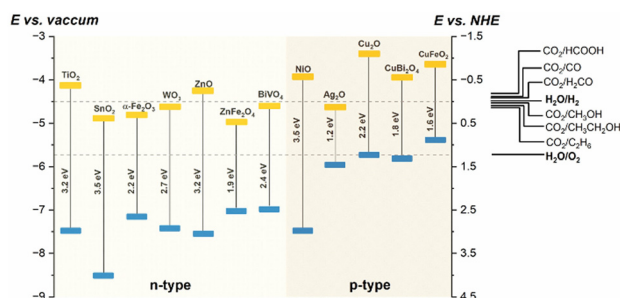 E vs. vaccum
E vs. NHE
−3
−4
−5
−6
−7
−8
−9
−1.5
−0.5
0.5
1.5
2.5
3.5
4.5
TiO2
SnO2
α-Fe2O3
WO3
ZnO
ZnFe2O4
BiVO4
NiO
Ag2O
Cu2O
CuBi2O4
CuFeO2
3.2 eV
3.5 eV
2.2 eV
2.7 eV
3.2 eV
1.9 eV
2.4 eV
3.5 eV
1.2 eV
2.2 eV
1.8 eV
1.6 eV
n-type
p-type
CO2/HCOOH
CO2/CO
CO2/H2CO
H2O/H2
CO2/CH3OH
CO2/CH3CH2OH
CO2/C2H6
H2O/O2